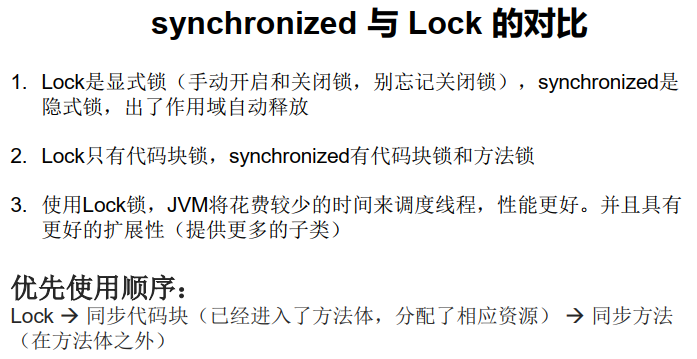 synchronized 与 Lock 的对比
1. Lock是显式锁（手动开启和关闭锁，别忘记关闭锁），synchronized是
隐式锁，出了作用域自动释放
2. Lock只有代码块锁，synchronized有代码块锁和方法锁
3. 使用Lock锁，JVM将花费较少的时间来调度线程，性能更好。并且具有
更好的扩展性（提供更多的子类）
优先使用顺序：
Lock → 同步代码块（已经进入了方法体，分配了相应资源） → 同步方法
（在方法体之外）